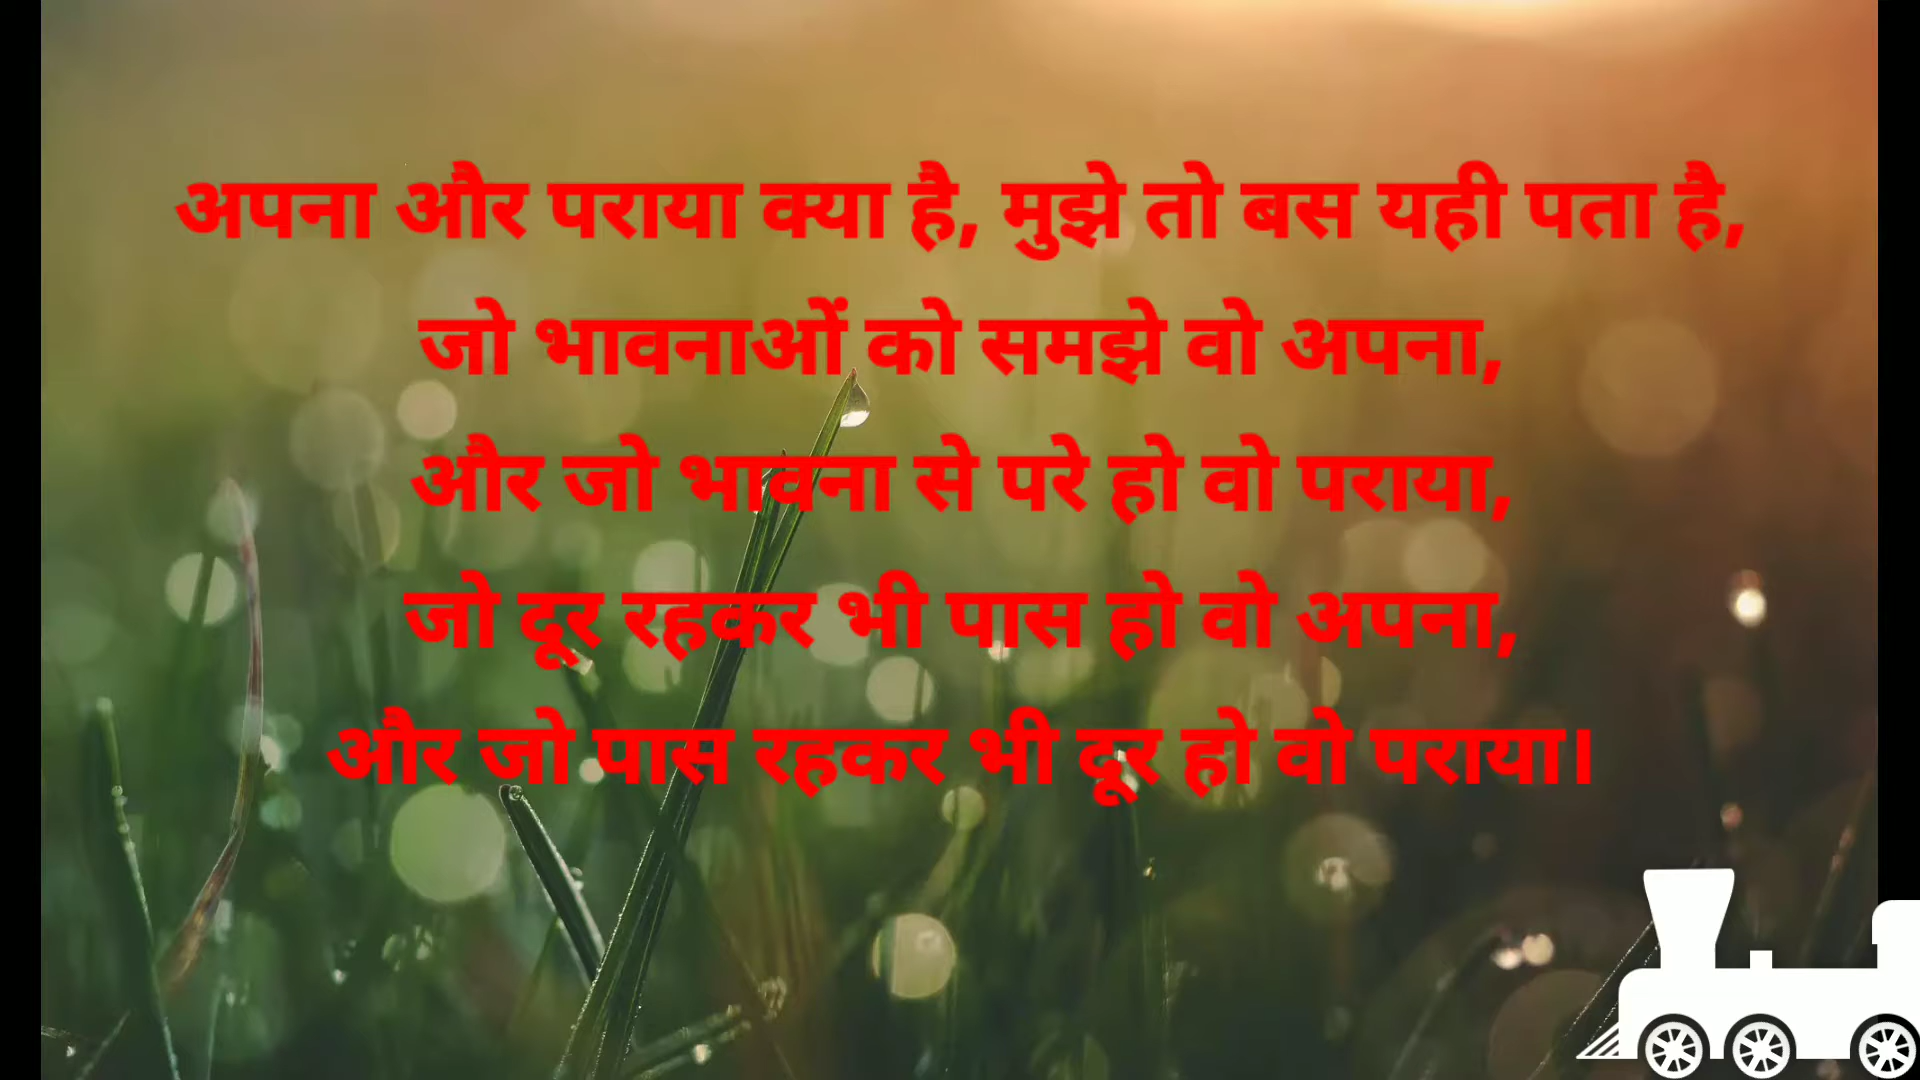 अपना और पराया क्या है, मुझे तो बस यही पता है,
जो भावनाओं को समझे वो अपना,
और जो भावना से परे हो वो पराया,
जो दूर रहकर भी पास हो वो अपना,
और जो पास रहकर भी दूर हो वो पराया।